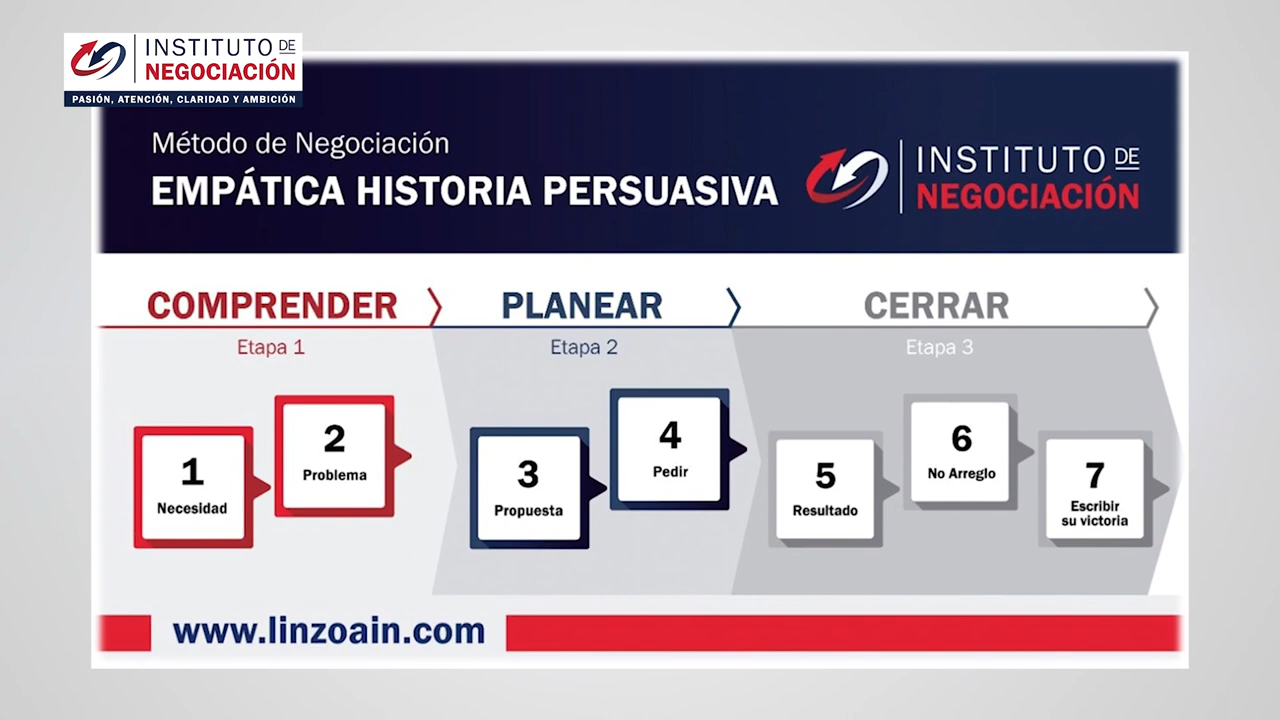 INSTITUTO DE
NEGOCIACIÓN
PASIÓN, ATENCIÓN, CLARIDAD Y AMBICIÓN
Método de Negociación
EMPÁTICA HISTORIA PERSUASIVA
INSTITUTO DE
NEGOCIACIÓN
COMPRENDER
PLANEAR
CERRAR
Etapa 1
Etapa 2
Etapa 3
1
Necesidad
2
Problema
3
Propuesta
4
Pedir
5
Resultado
6
No Arreglo
7
Escribir
su victoria
www.linzoain.com